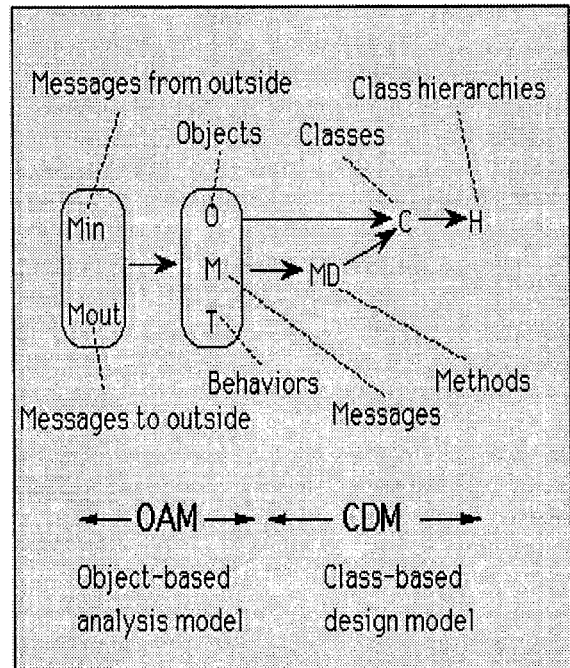 Messages from outside
Class hierarchies
Objects
Classes
Min
O
C
H
M
MD
Mout
T
Behaviors
Methods
Messages
Messages to outside
OAM
CDM
Object-based
analysis model
Class-based
design model